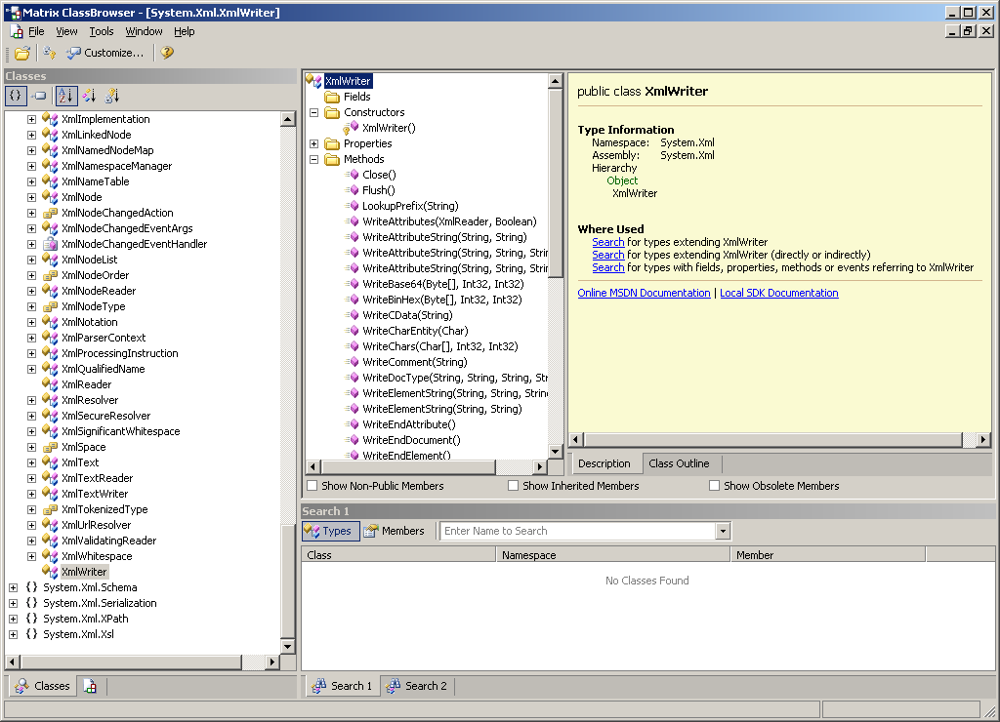 Matrix ClassBrowser - [System.Xml.XmlWriter]
File View Tools Window Help
Customize...
Classes
XmlImplementation
XmlLinkedNode
XmlNamedNodeMap
XmlNamespaceManager
XmlNameTable
XmlNode
XmlNodeChangedAction
XmlNodeChangedEventArgs
XmlNodeChangedEventHandler
XmlNodeList
XmlNodeOrder
XmlNodeReader
XmlNodeType
XmlNotation
XmlParserContext
XmlProcessingInstruction
XmlQualifiedName
XmlReader
XmlResolver
XmlSecureResolver
XmlSignificantWhitespace
XmlSpace
XmlText
XmlTextReader
XmlTextWriter
XmlTokenizedType
XmlUrlResolver
XmlValidatingReader
XmlWhitespace
XmlWriter
{} System.Xml.Schema
{} System.Xml.Serialization
{} System.Xml.XPath
{} System.Xml.Xsl
Classes
XmlWriter
Fields
Constructors
XmlWriter()
Properties
Methods
Close()
Flush()
LookupPrefix(String)
WriteAttributes(XmlReader, Boolean)
WriteAttributeString(String, String)
WriteAttributeString(String, String, Strin
WriteAttributeString(String, String, Strin
WriteBase64(Byte[], Int32, Int32)
WriteBinHex(Byte[], Int32, Int32)
WriteCData(String)
WriteCharEntity(Char)
WriteChars(Char[], Int32, Int32)
WriteComment(String)
WriteDocType(String, String, String, Str
WriteElementString(String, String, String
WriteElementString(String, String)
WriteEndAttribute()
WriteEndDocument()
WriteEndElement()
public class XmlWriter
Type Information
Namespace: System.Xml
Assembly: System.Xml
Hierarchy
Object
XmlWriter
Where Used
Search for types extending XmlWriter
Search for types extending XmlWriter (directly or indirectly)
Search for types with fields, properties, methods or events referring to XmlWriter
Online MSDN Documentation | Local SDK Documentation
Description Class Outline
Show Non-Public Members Show Inherited Members Show Obsolete Members
Search 1
Types Members Enter Name to Search
Class Namespace Member
No Classes Found
Search 1 Search 2